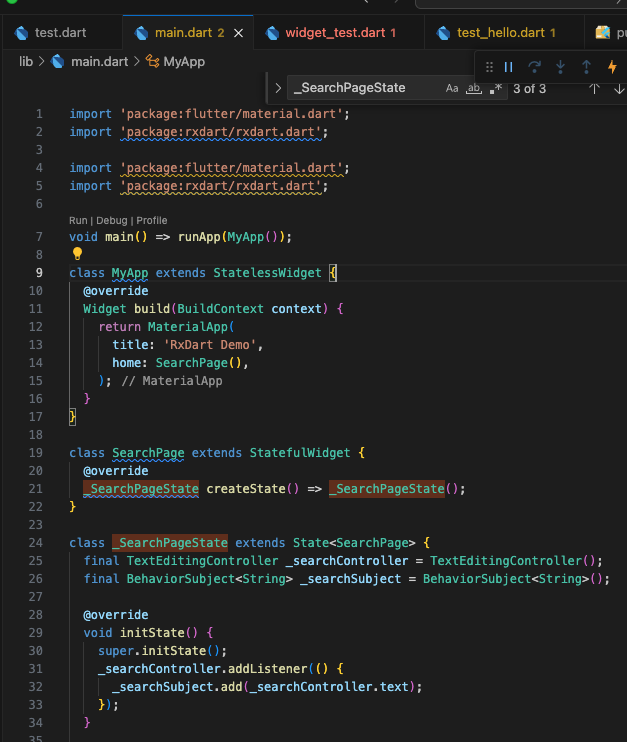 test.dart main.dart 2 × widget_test.dart 1 test_hello.dart 1
lib > main.dart > MyApp
_SearchPageState Aa ab .* 3 of 3
1 import 'package:flutter/material.dart';
2 import 'package:rxdart/rxdart.dart';
3
4 import 'package:flutter/material.dart';
5 import 'package:rxdart/rxdart.dart';
6
Run | Debug | Profile
7 void main() => runApp(MyApp());
8
9 class MyApp extends StatelessWidget {
10 @override
11 Widget build(BuildContext context) {
12 return MaterialApp(
13 title: 'RxDart Demo',
14 home: SearchPage(),
15 ); // MaterialApp
16 }
17 }
18
19 class SearchPage extends StatefulWidget {
20 @override
21 _SearchPageState createState() => _SearchPageState();
22 }
23
24 class _SearchPageState extends State<SearchPage> {
25 final TextEditingController _searchController = TextEditingController();
26 final BehaviorSubject<String> _searchSubject = BehaviorSubject<String>();
27
28 @override
29 void initState() {
30 super.initState();
31 _searchController.addListener(() {
32 _searchSubject.add(_searchController.text);
33 });
34 }
35